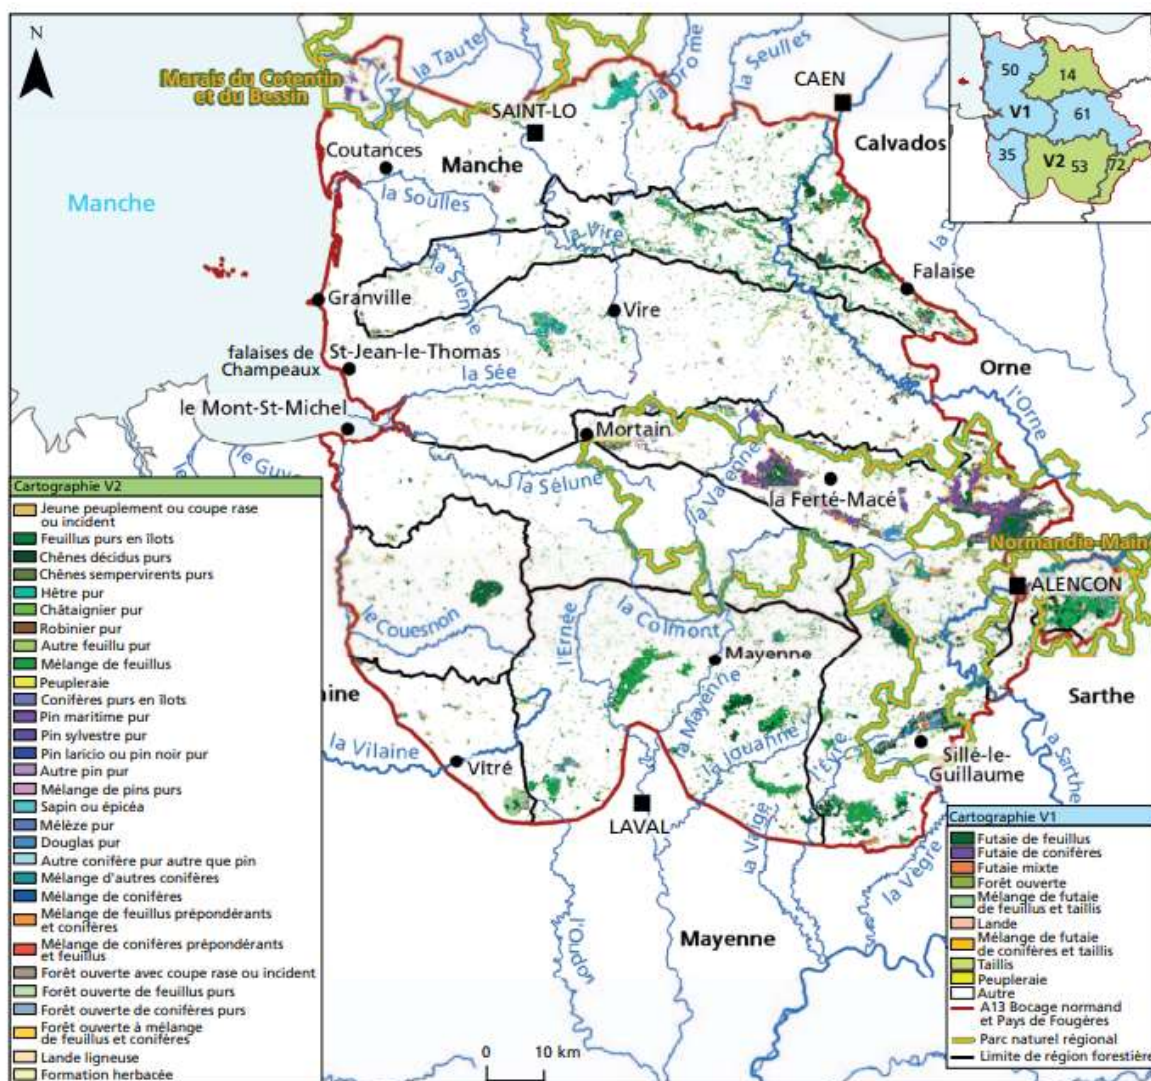 N
Marais du Cotentin
et du Bessin
la Taute
la Drome
la Seulles
CAEN
SAINT-LO
Coutances
Manche
Calvados
50
14
V1
61
35
V2
53
72
la Soulles
Manche
la Vire
Falaise
la Sienne
Granville
Vire
falaises de
Champeaux
St-Jean-le-Thomas
la Sée
Orne
l'Orne
le Mont-St-Michel
Mortain
la Varenne
la Sélune
la Ferté-Macé
Normandie-Maine
ALENCON
le Couesnon
l'Ernée
la Colmont
Mayenne
la Mayenne
la Jouanne
Sarthe
la Vilaine
Vitré
Sillé-le-
Guillaume
la Sarthe
LAVAL
la Vègre
l'oudon
Mayenne
0 10 km
Cartographie V2
Jeune peuplement ou coupe rase
ou incident
Feuillus purs en îlots
Chênes décidus purs
Chênes sempervirents purs
Hêtre pur
Châtaignier pur
Robinier pur
Autre feuillu pur
Mélange de feuillus
Peupleraie
Conifères purs en îlots
Pin maritime pur
Pin sylvestre pur
Pin laricio ou pin noir pur
Autre pin pur
Mélange de pins purs
Sapin ou épicéa
Mélèze pur
Douglas pur
Autre conifère pur autre que pin
Mélange d'autres conifères
Mélange de conifères
Mélange de feuillus prépondérants
et conifères
Mélange de conifères prépondérants
et feuillus
Forêt ouverte avec coupe rase ou incident
Forêt ouverte de feuillus purs
Forêt ouverte de conifères purs
Forêt ouverte à mélange
de feuillus et conifères
Lande ligneuse
Formation herbacée
Cartographie V1
Futaie de feuillus
Futaie de conifères
Futaie mixte
Forêt ouverte
Mélange de futaie
de feuillus et taillis
Lande
Mélange de futaie
de conifères et taillis
Taillis
Peupleraie
Autre
A13 Bocage normand
et Pays de Fougères
Parc naturel régional
Limite de région forestière